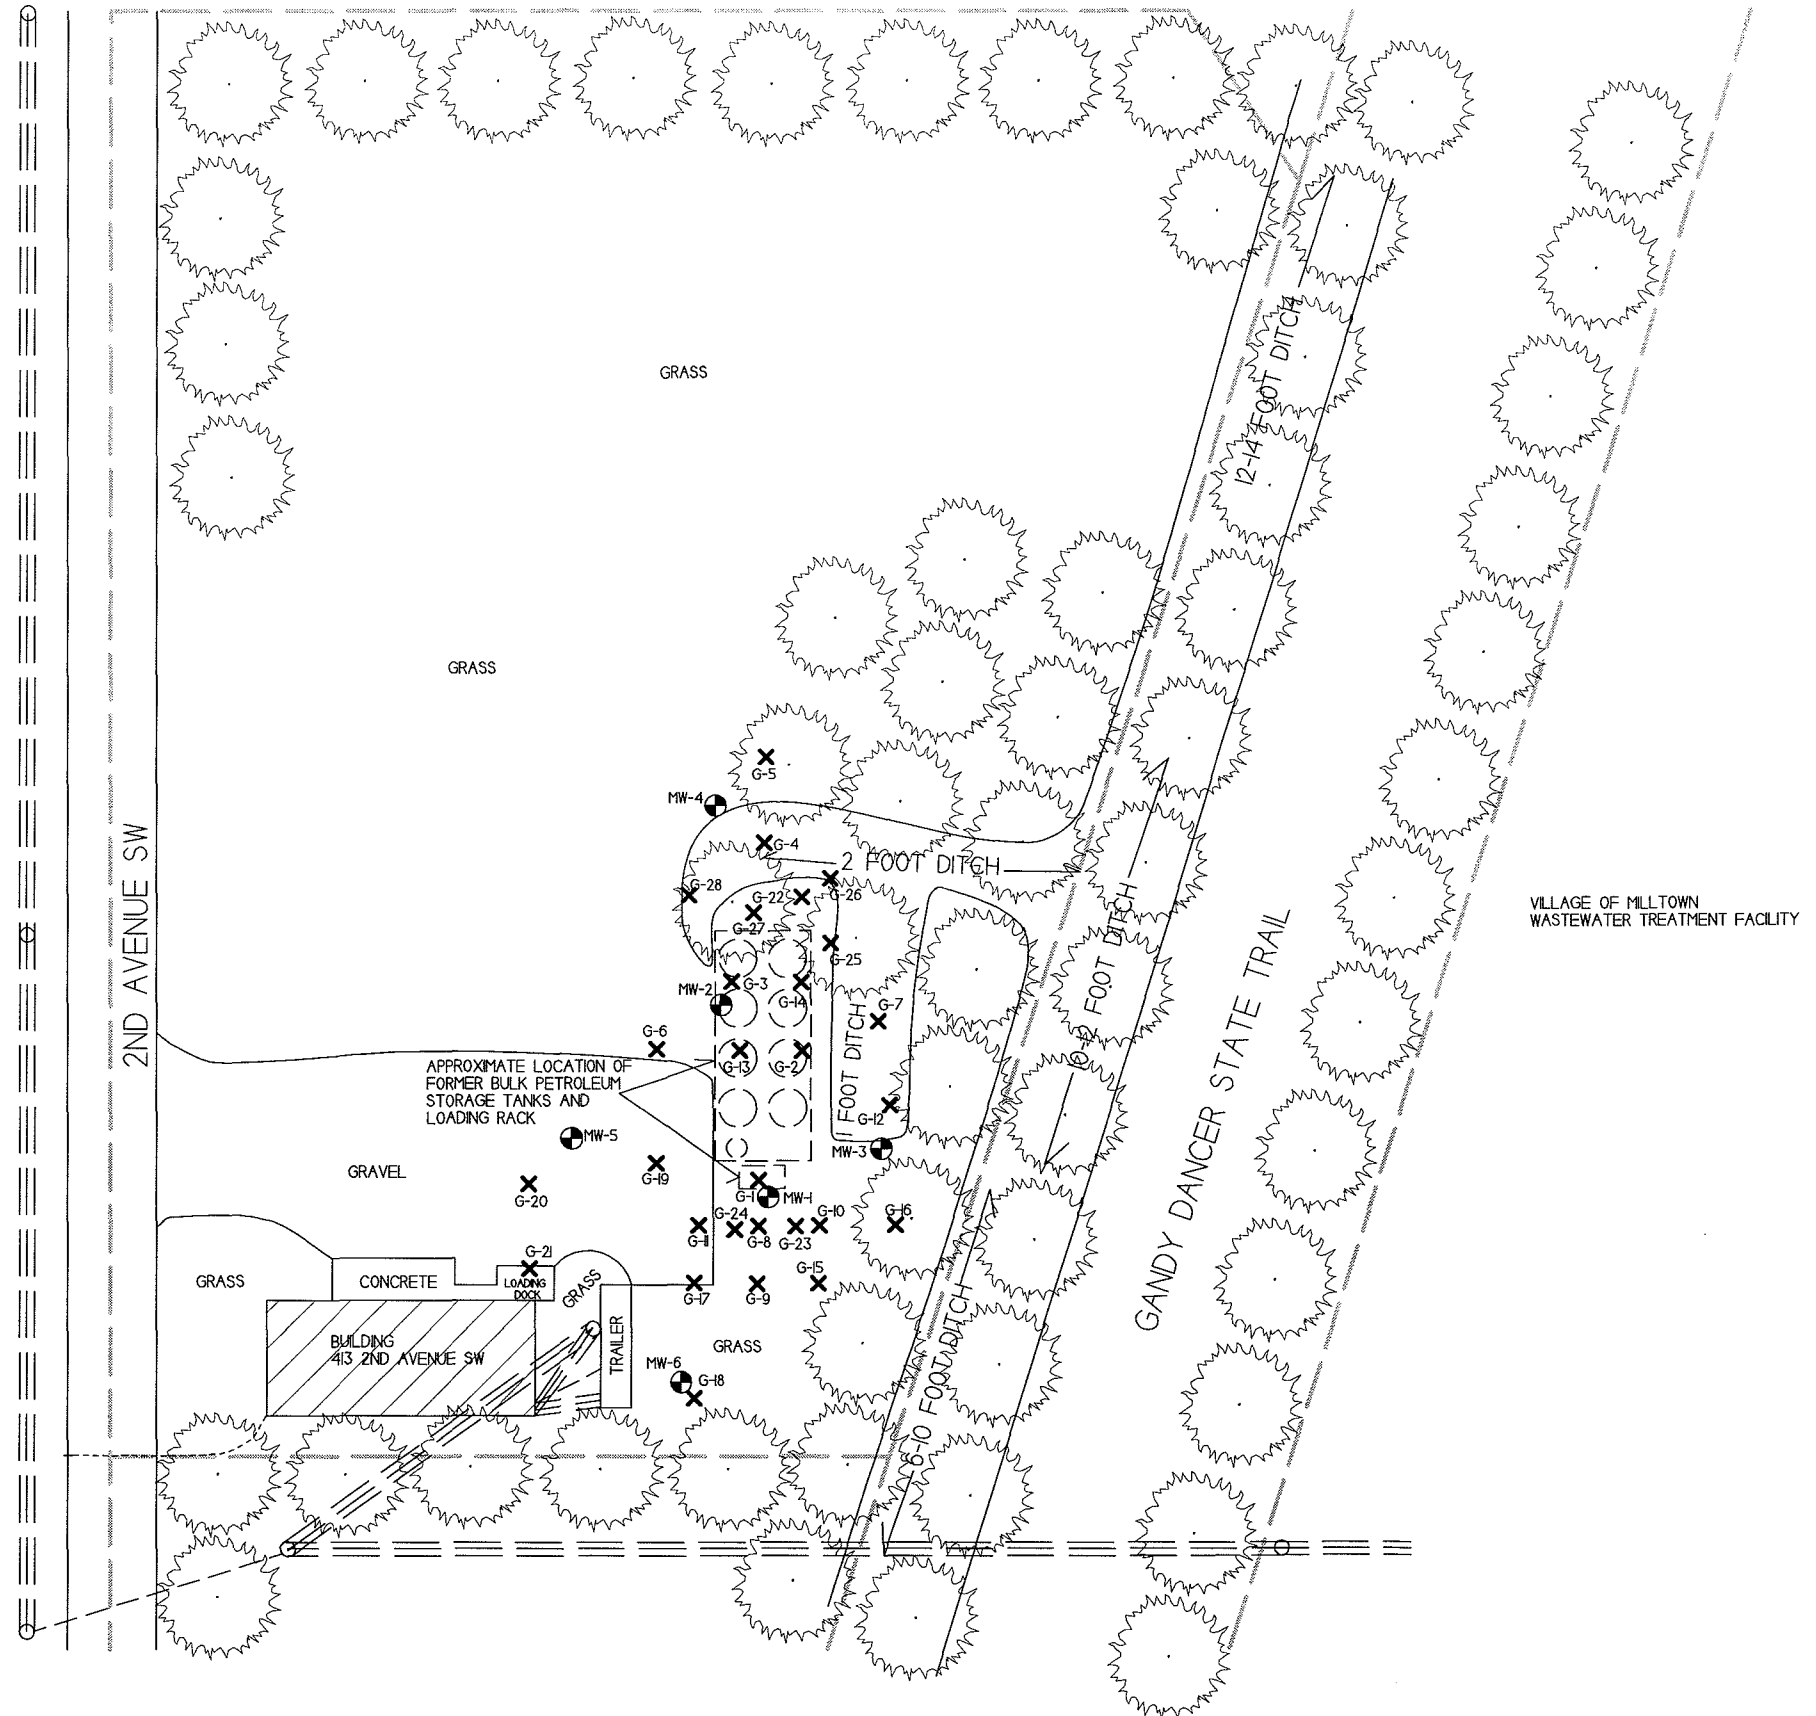 GRASS
GRASS
12-14 FOOT DITCH
G-5
MW-4
G-4
2 FOOT DITCH
G-28
G-22
G-26
G-27
G-25
VILLAGE OF MILLTOWN
WASTEWATER TREATMENT FACILITY
2ND AVENUE SW
G-3
G-14
MW-2
G-7
G-6
G-13
G-2
APPROXIMATE LOCATION OF
FORMER BULK PETROLEUM
STORAGE TANKS AND
LOADING RACK
11 FOOT DITCH
10-12 FOOT DITCH
GANDY DANCER STATE TRAIL
G-12
MW-5
MW-3
GRAVEL
G-19
G-20
G-1
MW-1
G-24
G-10
G-16
G-11
G-8
G-23
G-21
GRASS
CONCRETE
LOADING
DOCK
GRASS
G-17
G-9
G-15
BUILDING
413 2ND AVENUE SW
TRAILER
GRASS
MW-6
G-18
6-10 FOOT DITCH